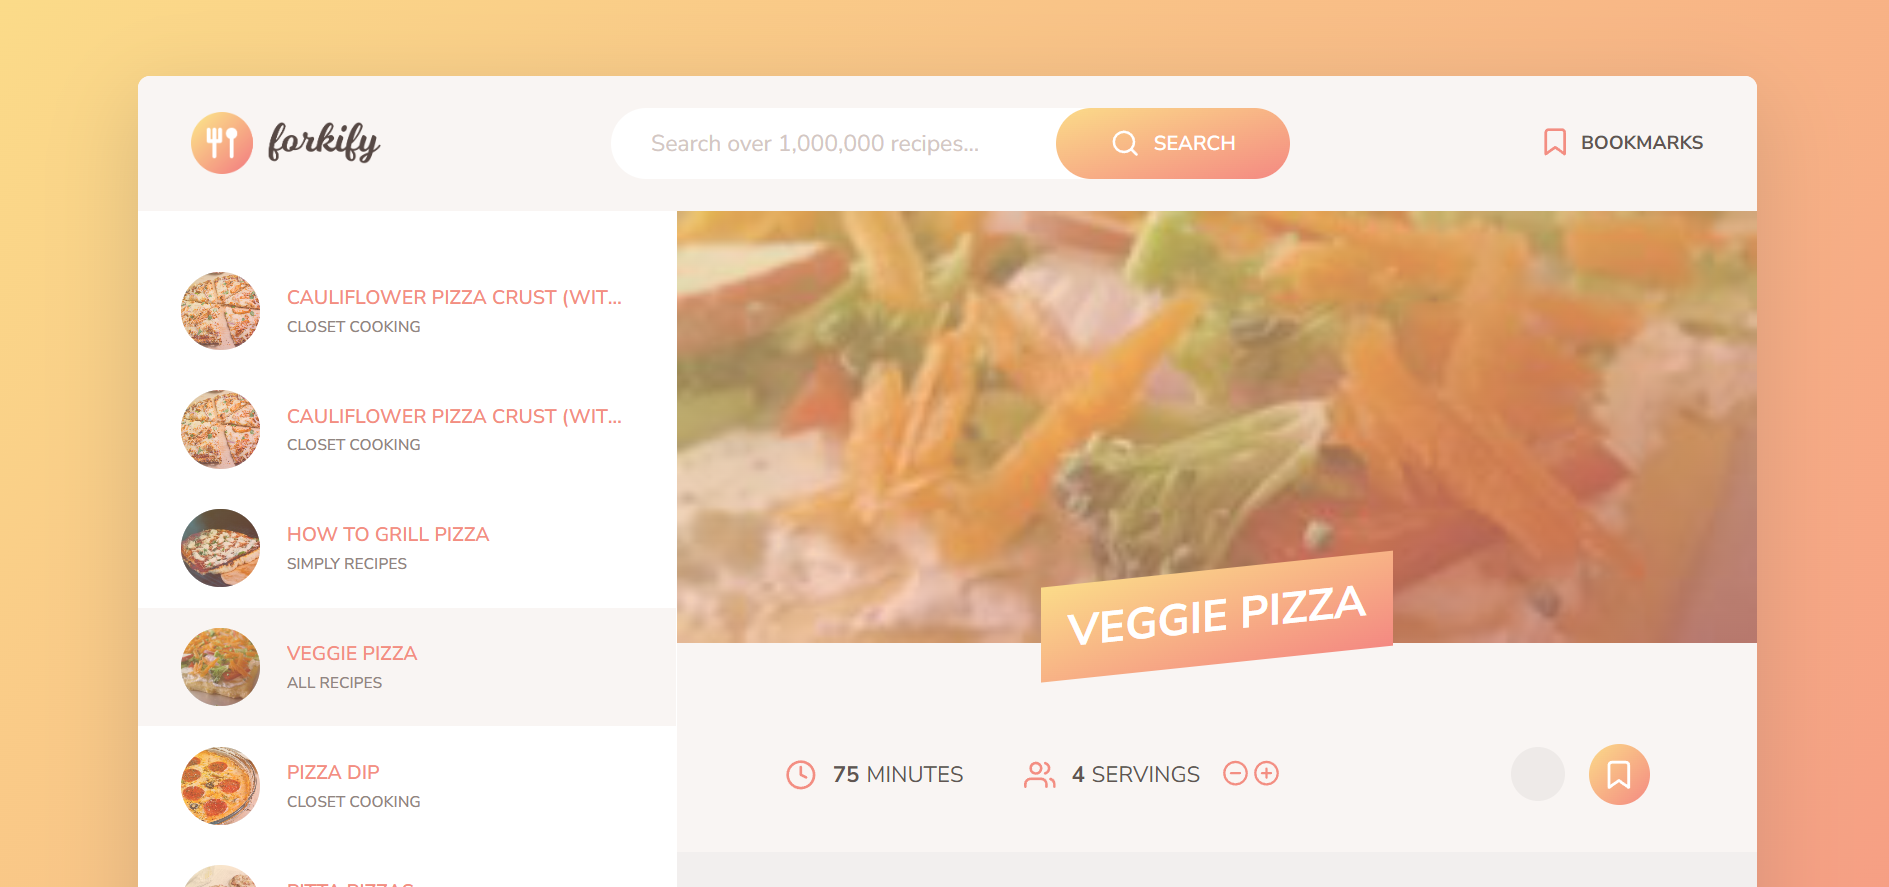 forkify
Search over 1,000,000 recipes...
SEARCH
BOOKMARKS
CAULIFLOWER PIZZA CRUST (WIT...
CLOSET COOKING
CAULIFLOWER PIZZA CRUST (WIT...
CLOSET COOKING
HOW TO GRILL PIZZA
SIMPLY RECIPES
VEGGIE PIZZA
ALL RECIPES
PIZZA DIP
CLOSET COOKING
VEGGIE PIZZA
75 MINUTES
4 SERVINGS